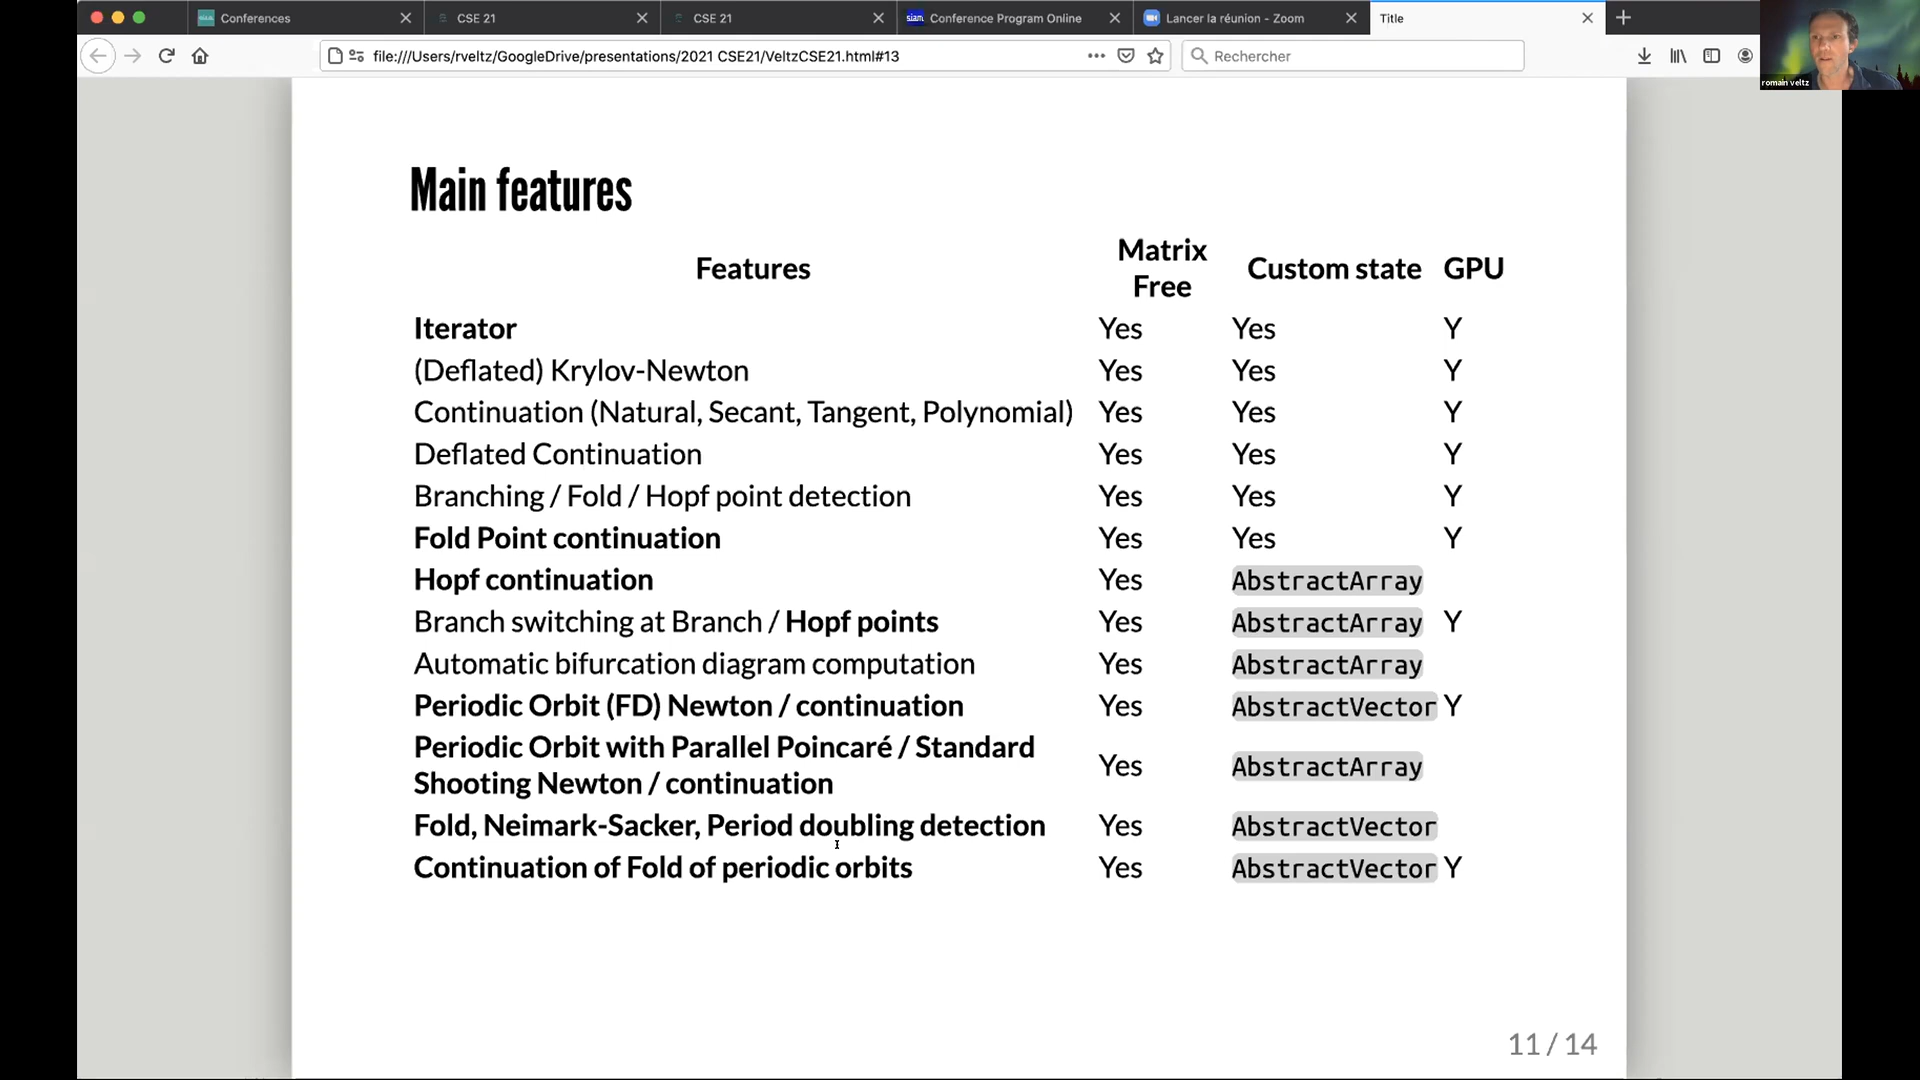 Conferences
CSE 21
CSE 21
siam Conference Program Online
Lancer la réunion - Zoom
Title
file:///Users/rveltz/GoogleDrive/presentations/2021 CSE21/VeltzCSE21.html#13
Rechercher
romain veltz
Main features
Features Matrix Free Custom state GPU
Iterator Yes Yes Y
(Deflated) Krylov-Newton Yes Yes Y
Continuation (Natural, Secant, Tangent, Polynomial) Yes Yes Y
Deflated Continuation Yes Yes Y
Branching / Fold / Hopf point detection Yes Yes Y
Fold Point continuation Yes Yes Y
Hopf continuation Yes AbstractArray
Branch switching at Branch / Hopf points Yes AbstractArray Y
Automatic bifurcation diagram computation Yes AbstractArray
Periodic Orbit (FD) Newton / continuation Yes AbstractVector Y
Periodic Orbit with Parallel Poincaré / Standard
Shooting Newton / continuation Yes AbstractArray
Fold, Neimark-Sacker, Period doubling detection Yes AbstractVector
Continuation of Fold of periodic orbits Yes AbstractVector Y
11 / 14